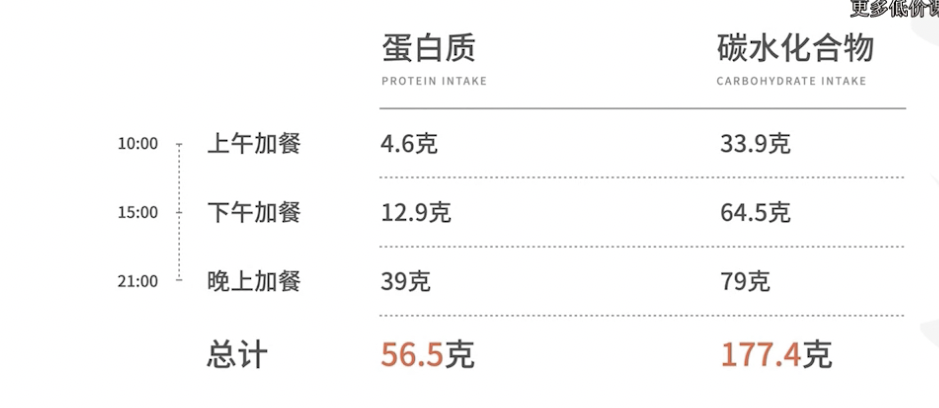 更多低价课
蛋白质 碳水化合物
PROTEIN INTAKE CARBOHYDRATE INTAKE
10:00 上午加餐 4.6克 33.9克
15:00 下午加餐 12.9克 64.5克
21:00 晚上加餐 39克 79克
总计 56.5克 177.4克